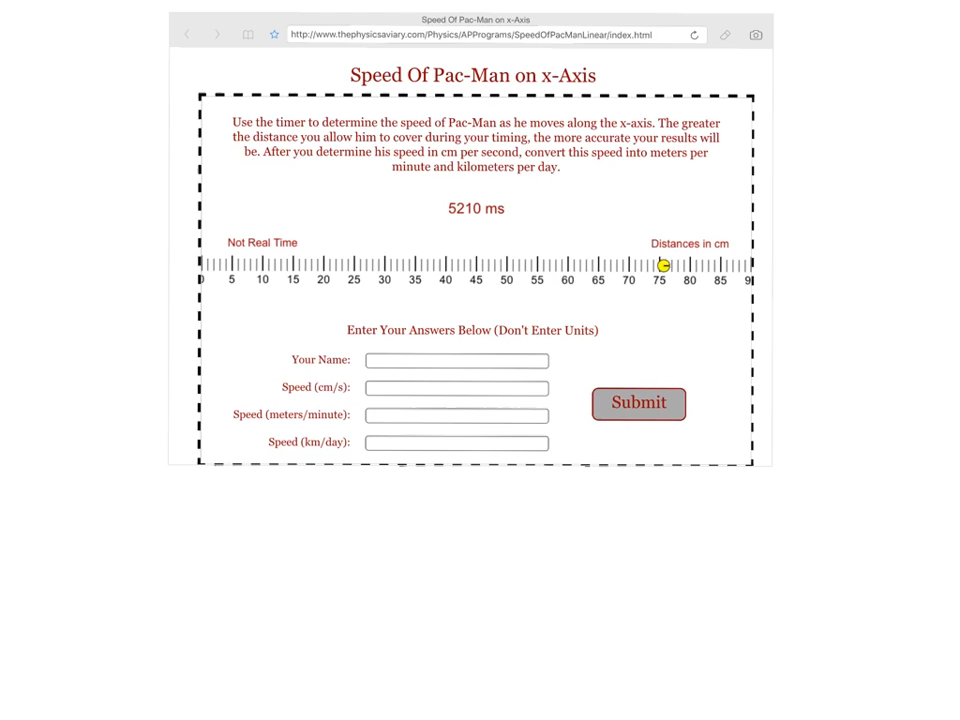 Speed Of Pac-Man on x-Axis
http://www.thephysicsaviary.com/Physics/APPrograms/SpeedOfPacManLinear/index.html
Speed Of Pac-Man on x-Axis
Use the timer to determine the speed of Pac-Man as he moves along the x-axis. The greater
the distance you allow him to cover during your timing, the more accurate your results will
be. After you determine his speed in cm per second, convert this speed into meters per
minute and kilometers per day.
5210 ms
Not Real Time Distances in cm
0 5 10 15 20 25 30 35 40 45 50 55 60 65 70 75 80 85 9
Enter Your Answers Below (Don't Enter Units)
Your Name:
Speed (cm/s):
Submit
Speed (meters/minute):
Speed (km/day):